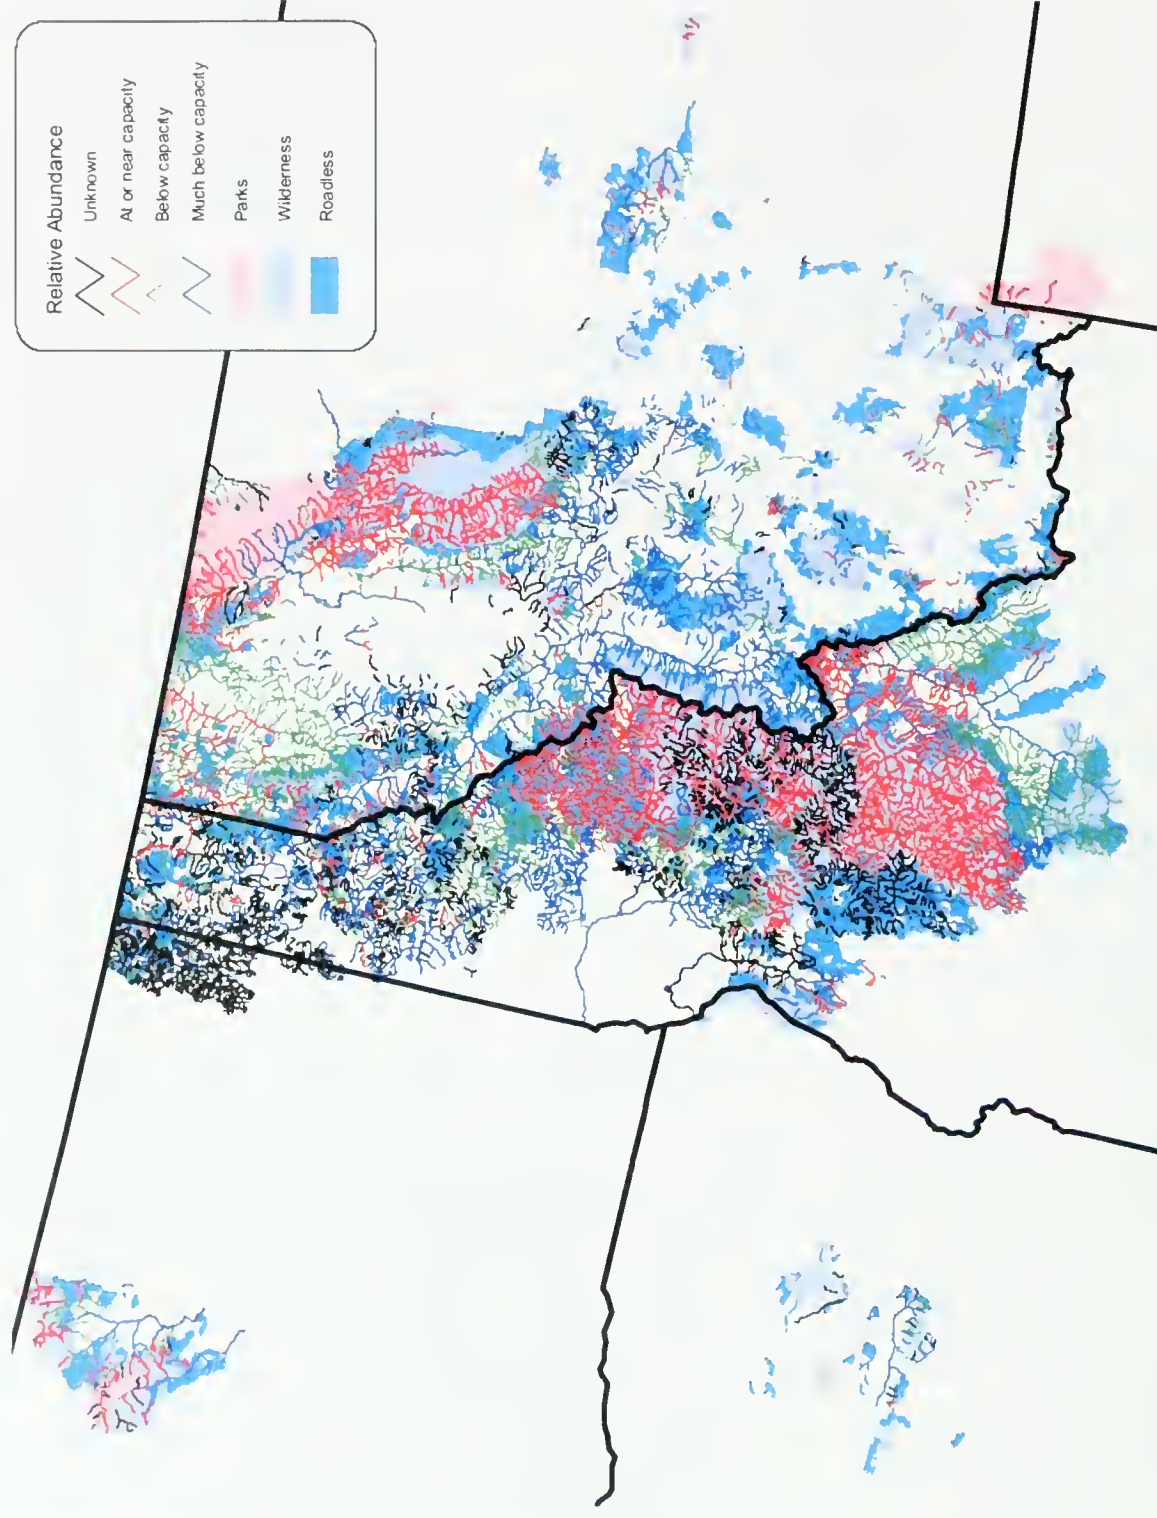 Relative Abundance
Unknown
At or near capacity
Below capacity
Much below capacity
Parks
Wilderness
Roadless